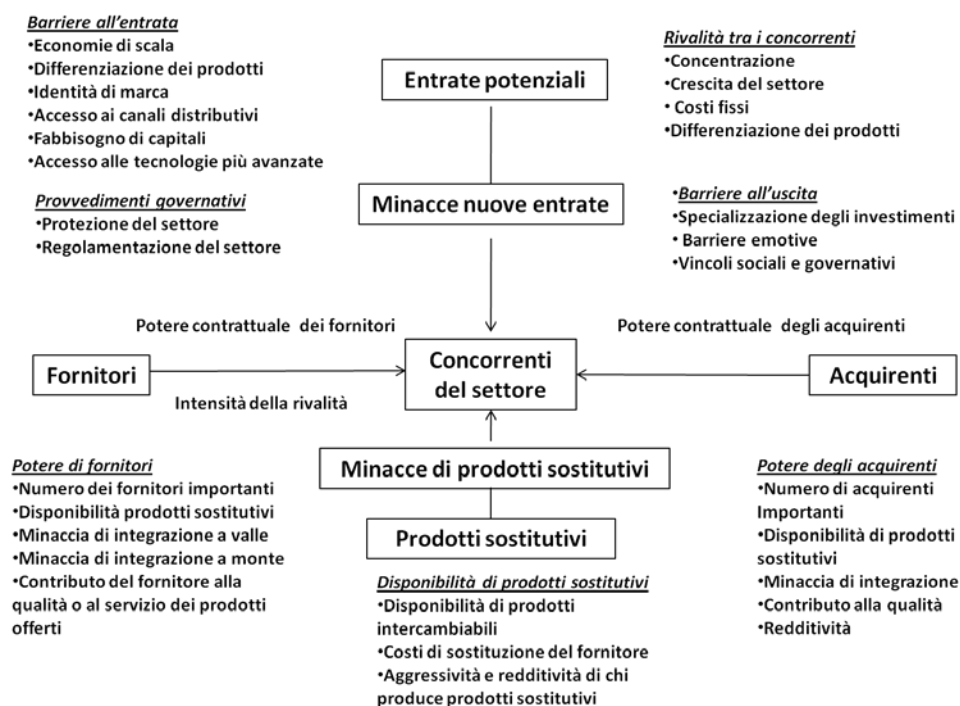 Barriere all'entrata
•Economie di scala
•Differenziazione dei prodotti
•Identità di marca
•Accesso ai canali distributivi
•Fabbisogno di capitali
•Accesso alle tecnologie più avanzate
Provvedimenti governativi
•Protezione del settore
•Regolamentazione del settore
Entrate potenziali
Minacce nuove entrate
Rivalità tra i concorrenti
•Concentrazione
•Crescita del settore
• Costi fissi
•Differenziazione dei prodotti
•Barriere all'uscita
•Specializzazione degli investimenti
• Barriere emotive
•Vincoli sociali e governativi
Potere contrattuale dei fornitori
Potere contrattuale degli acquirenti
Fornitori
Concorrenti
del settore
Acquirenti
Intensità della rivalità
Potere di fornitori
•Numero dei fornitori importanti
•Disponibilità prodotti sostitutivi
•Minaccia di integrazione a valle
•Minaccia di integrazione a monte
•Contributo del fornitore alla
qualità o al servizio dei prodotti
offerti
Minacce di prodotti sostitutivi
Prodotti sostitutivi
Disponibilità di prodotti sostitutivi
•Disponibilità di prodotti
intercambiabili
•Costi di sostituzione del fornitore
•Aggressività e redditività di chi
produce prodotti sostitutivi
Potere degli acquirenti
•Numero di acquirenti
Importanti
•Disponibilità di prodotti
sostitutivi
•Minaccia di integrazione
•Contributo alla qualità
•Redditività